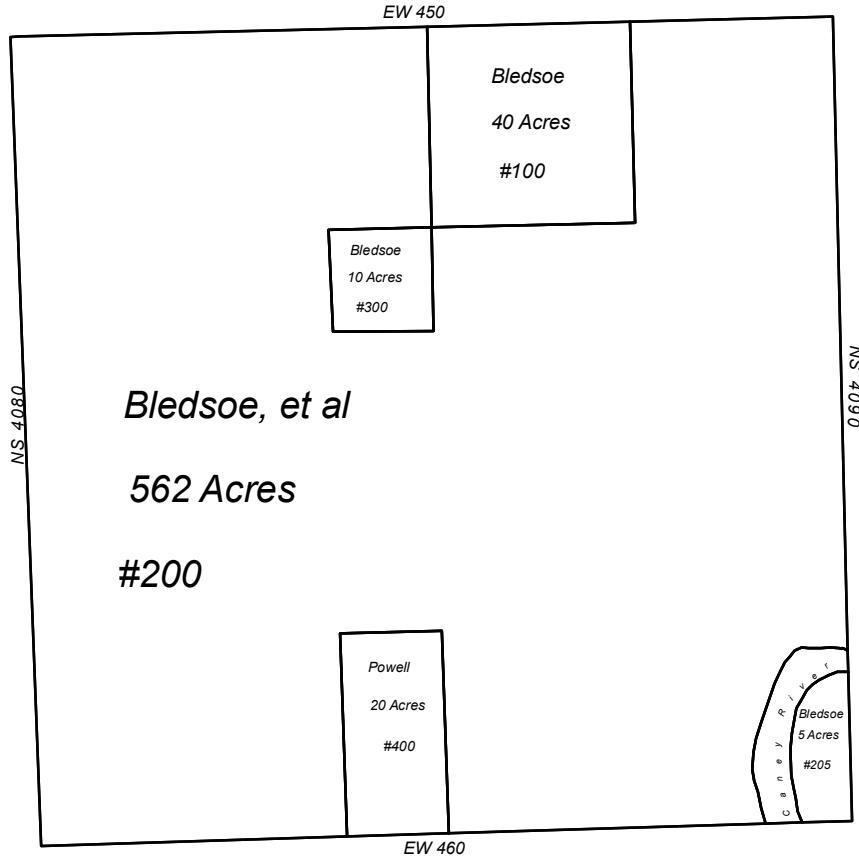 EW 450
Bledsoe
40 Acres
#100
Bledsoe
10 Acres
#300
NS 4080
NS 4090
Bledsoe, et al
562 Acres
#200
Powell
20 Acres
#400
Caney River
Bledsoe
5 Acres
#205
EW 460